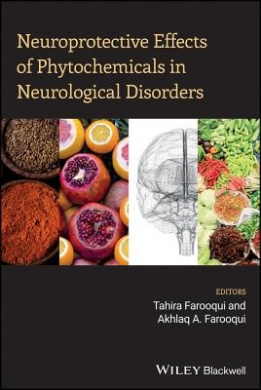 Neuroprotective Effects
of Phytochemicals in
Neurological Disorders
EDITORS
Tahira Farooqui and
Akhlaq A. Farooqui
WILEY Blackwell